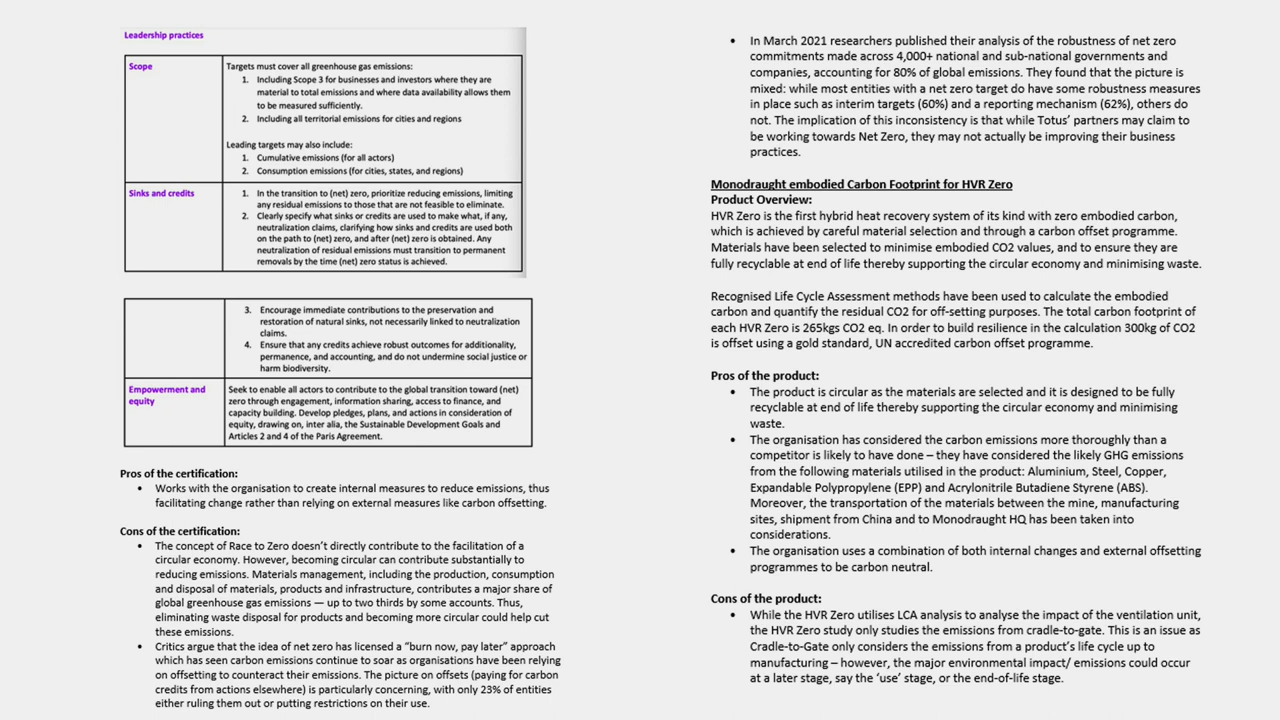 Leadership practices
Scope
Targets must cover all greenhouse gas emissions:
1. Including Scope 3 for businesses and investors where they are
material to total emissions and where data availability allows them
to be measured sufficiently.
2. Including all territorial emissions for cities and regions
Leading targets may also include:
1. Cumulative emissions (for all actors)
2. Consumption emissions (for cities, states, and regions)
Sinks and credits
1. In the transition to (net) zero, prioritize reducing emissions, limiting
any residual emissions to those that are not feasible to eliminate.
2. Clearly specify what sinks or credits are used to make what, if any,
neutralization claims, clarifying how sinks and credits are used both
on the path to (net) zero, and after (net) zero is obtained. Any
neutralization of residual emissions must transition to permanent
removals by the time (net) zero status is achieved.
3. Encourage immediate contributions to the preservation and
restoration of natural sinks, not necessarily linked to neutralization
claims.
4. Ensure that any credits achieve robust outcomes for additionality,
permanence, and accounting, and do not undermine social justice or
harm biodiversity.
Empowerment and
equity
Seek to enable all actors to contribute to the global transition toward (net)
zero through engagement, information sharing, access to finance, and
capacity building. Develop pledges, plans, and actions in consideration of
equity, drawing on, inter alia, the Sustainable Development Goals and
Articles 2 and 4 of the Paris Agreement.
Pros of the certification:
• Works with the organisation to create internal measures to reduce emissions, thus
facilitating change rather than relying on external measures like carbon offsetting.
Cons of the certification:
• The concept of Race to Zero doesn't directly contribute to the facilitation of a
circular economy. However, becoming circular can contribute substantially to
reducing emissions. Materials management, including the production, consumption
and disposal of materials, products and infrastructure, contributes a major share of
global greenhouse gas emissions — up to two thirds by some accounts. Thus,
eliminating waste disposal for products and becoming more circular could help cut
these emissions.
• Critics argue that the idea of net zero has licensed a "burn now, pay later" approach
which has seen carbon emissions continue to soar as organisations have been relying
on offsetting to counteract their emissions. The picture on offsets (paying for carbon
credits from actions elsewhere) is particularly concerning, with only 23% of entities
either ruling them out or putting restrictions on their use.
• In March 2021 researchers published their analysis of the robustness of net zero
commitments made across 4,000+ national and sub-national governments and
companies, accounting for 80% of global emissions. They found that the picture is
mixed: while most entities with a net zero target do have some robustness measures
in place such as interim targets (60%) and a reporting mechanism (62%), others do
not. The implication of this inconsistency is that while Totus' partners may claim to
be working towards Net Zero, they may not actually be improving their business
practices.
Monodraught embodied Carbon Footprint for HVR Zero
Product Overview:
HVR Zero is the first hybrid heat recovery system of its kind with zero embodied carbon,
which is achieved by careful material selection and through a carbon offset programme.
Materials have been selected to minimise embodied CO2 values, and to ensure they are
fully recyclable at end of life thereby supporting the circular economy and minimising waste.
Recognised Life Cycle Assessment methods have been used to calculate the embodied
carbon and quantify the residual CO2 for off-setting purposes. The total carbon footprint of
each HVR Zero is 265kgs CO2 eq. In order to build resilience in the calculation 300kg of CO2
is offset using a gold standard, UN accredited carbon offset programme.
Pros of the product:
• The product is circular as the materials are selected and it is designed to be fully
recyclable at end of life thereby supporting the circular economy and minimising
waste.
• The organisation has considered the carbon emissions more thoroughly than a
competitor is likely to have done – they have considered the likely GHG emissions
from the following materials utilised in the product: Aluminium, Steel, Copper,
Expandable Polypropylene (EPP) and Acrylonitrile Butadiene Styrene (ABS).
Moreover, the transportation of the materials between the mine, manufacturing
sites, shipment from China and to Monodraught HQ has been taken into
considerations.
• The organisation uses a combination of both internal changes and external offsetting
programmes to be carbon neutral.
Cons of the product:
• While the HVR Zero utilises LCA analysis to analyse the impact of the ventilation unit,
the HVR Zero study only studies the emissions from cradle-to-gate. This is an issue as
Cradle-to-Gate only considers the emissions from a product's life cycle up to
manufacturing – however, the major environmental impact/ emissions could occur
at a later stage, say the 'use' stage, or the end-of-life stage.